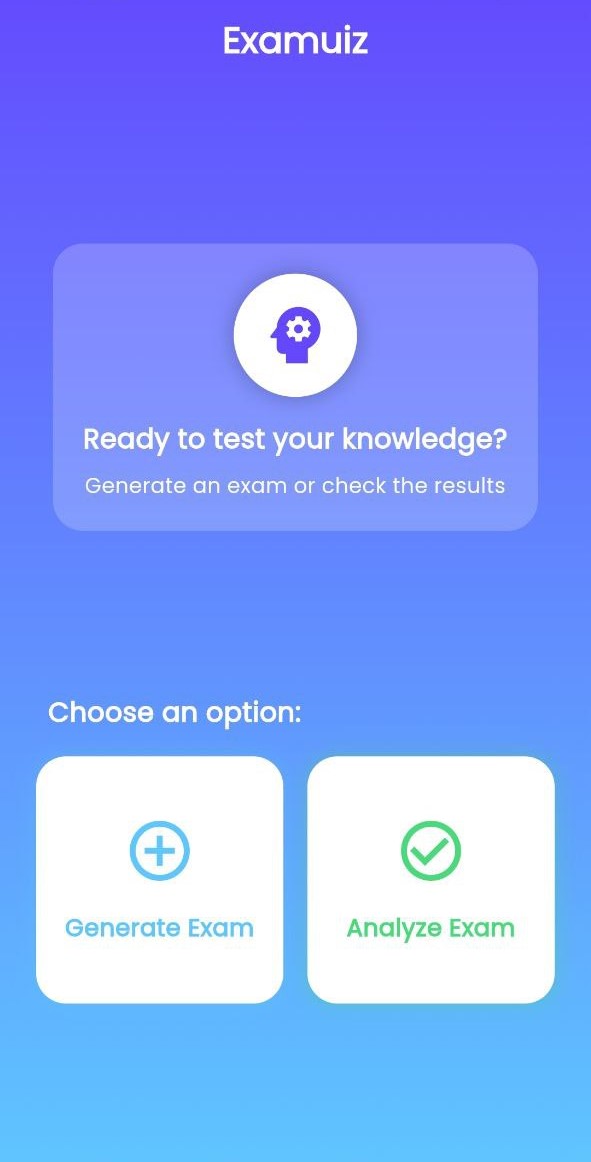 Examuiz
Ready to test your knowledge?
Generate an exam or check the results
Choose an option:
Generate Exam
Analyze Exam